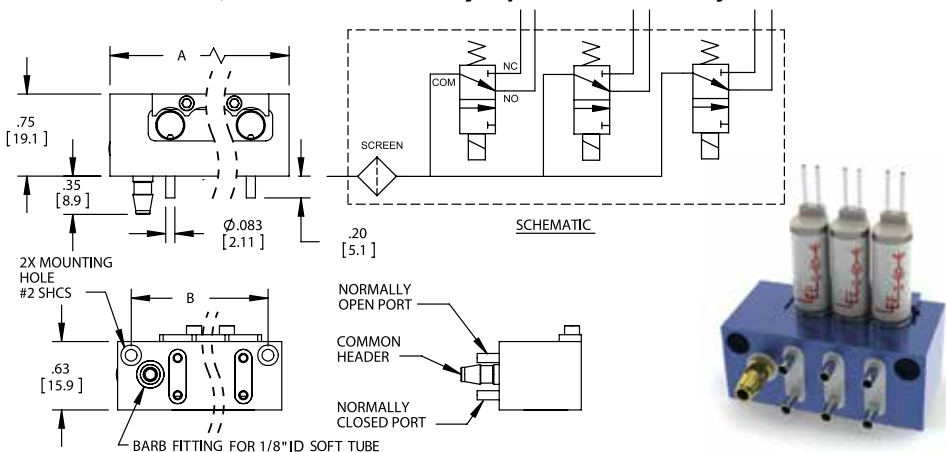 A
.75
[19.1]
.35
[8.9]
Ø.083
[2.11]
.20
[5.1]
COM
NC
NO
SCREEN
SCHEMATIC
2X MOUNTING
HOLE
#2 SHCS
B
.63
[15.9]
BARB FITTING FOR 1/8" ID SOFT TUBE
NORMALLY
OPEN PORT
COMMON
HEADER
NORMALLY
CLOSED PORT